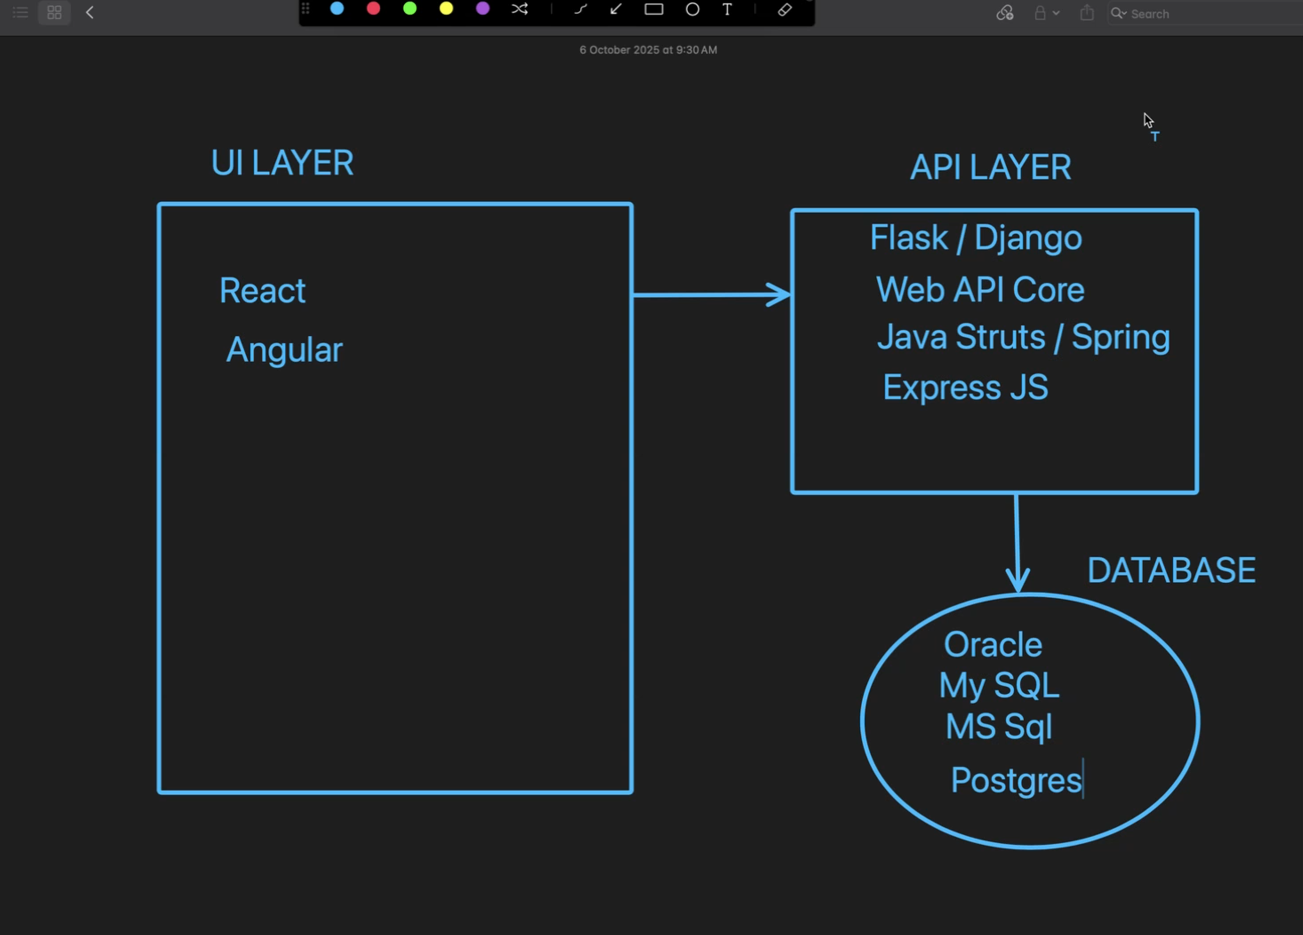 Search
6 October 2025 at 9:30 AM
UI LAYER
React
Angular
API LAYER
Flask / Django
Web API Core
Java Struts / Spring
Express JS
DATABASE
Oracle
My SQL
MS Sql
Postgres